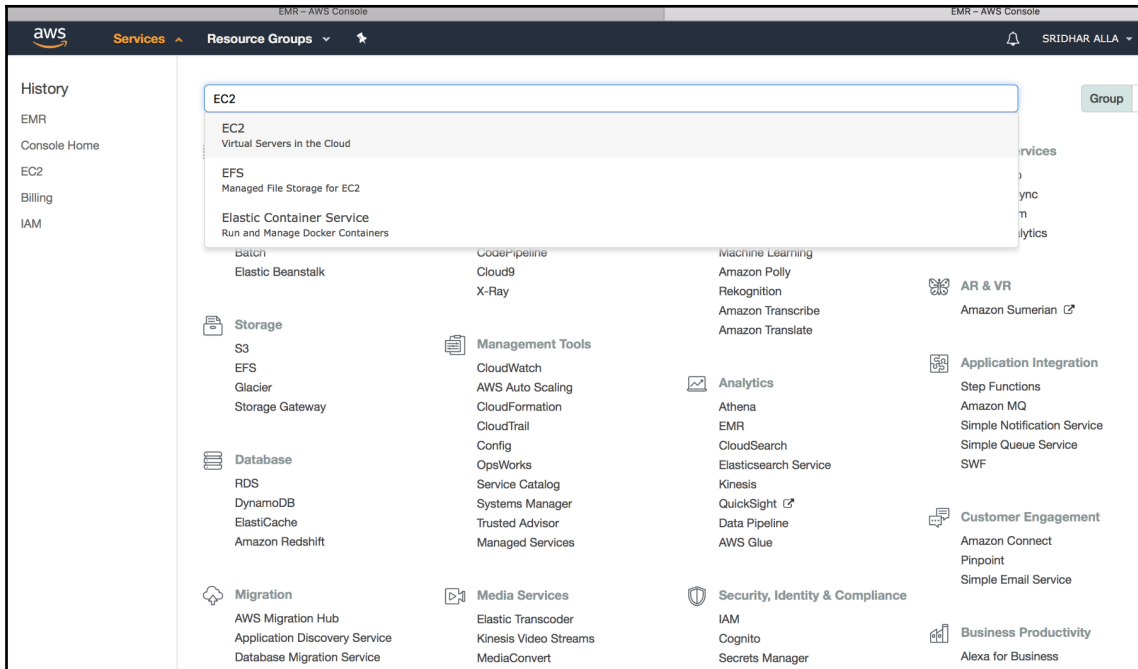 EMR – AWS Console
EMR – AWS Console
aws
Services
Resource Groups
SRIDHAR ALLA
History
EMR
Console Home
EC2
Billing
IAM
EC2
Group
EC2
Virtual Servers in the Cloud
EFS
Managed File Storage for EC2
Elastic Container Service
Run and Manage Docker Containers
Batch
Elastic Beanstalk
Storage
S3
EFS
Glacier
Storage Gateway
Database
RDS
DynamoDB
ElastiCache
Amazon Redshift
Migration
AWS Migration Hub
Application Discovery Service
Database Migration Service
CodePipeline
Cloud9
X-Ray
Management Tools
CloudWatch
AWS Auto Scaling
CloudFormation
CloudTrail
Config
OpsWorks
Service Catalog
Systems Manager
Trusted Advisor
Managed Services
Media Services
Elastic Transcoder
Kinesis Video Streams
MediaConvert
Machine Learning
Amazon Polly
Rekognition
Amazon Transcribe
Amazon Translate
Analytics
Athena
EMR
CloudSearch
Elasticsearch Service
Kinesis
QuickSight
Data Pipeline
AWS Glue
Security, Identity & Compliance
IAM
Cognito
Secrets Manager
AR & VR
Amazon Sumerian
Application Integration
Step Functions
Amazon MQ
Simple Notification Service
Simple Queue Service
SWF
Customer Engagement
Amazon Connect
Pinpoint
Simple Email Service
Business Productivity
Alexa for Business